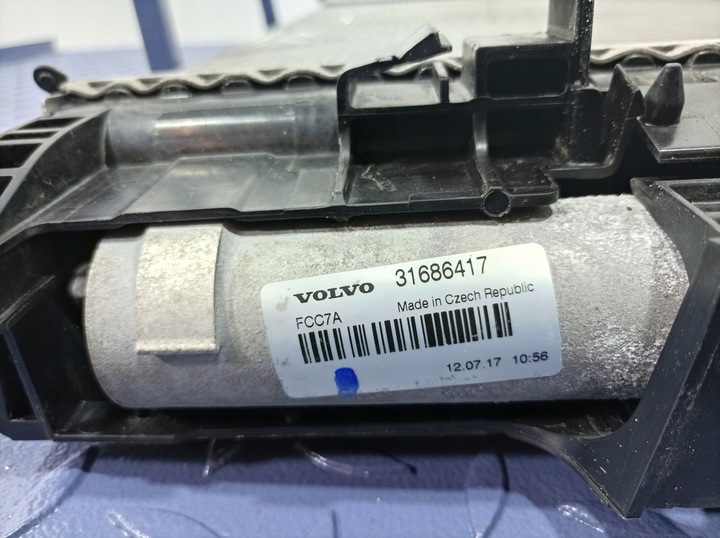 VOLVO 31686417
FCC7A Made in Czech Republic
12.07.17 10:56